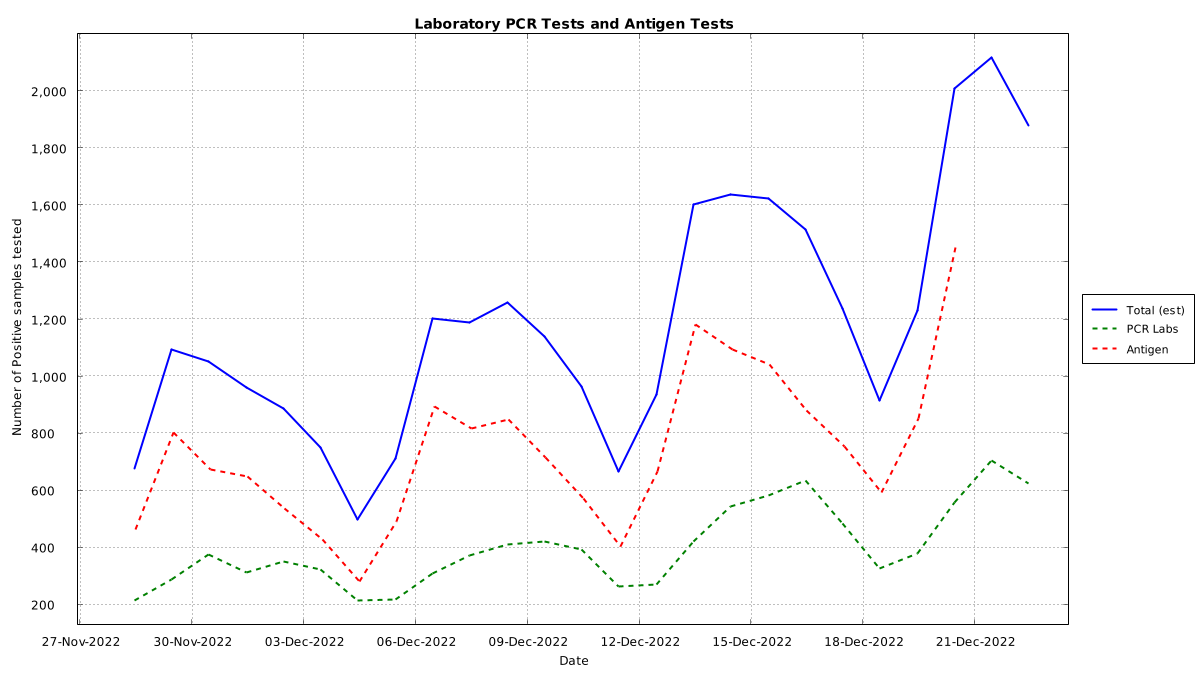 Laboratory PCR Tests and Antigen Tests
Number of Positive samples tested
2,000
1,800
1,600
1,400
1,200
1,000
800
600
400
200
27-Nov-2022 30-Nov-2022 03-Dec-2022 06-Dec-2022 09-Dec-2022 12-Dec-2022 15-Dec-2022 18-Dec-2022 21-Dec-2022
Date
Total (est)
PCR Labs
Antigen